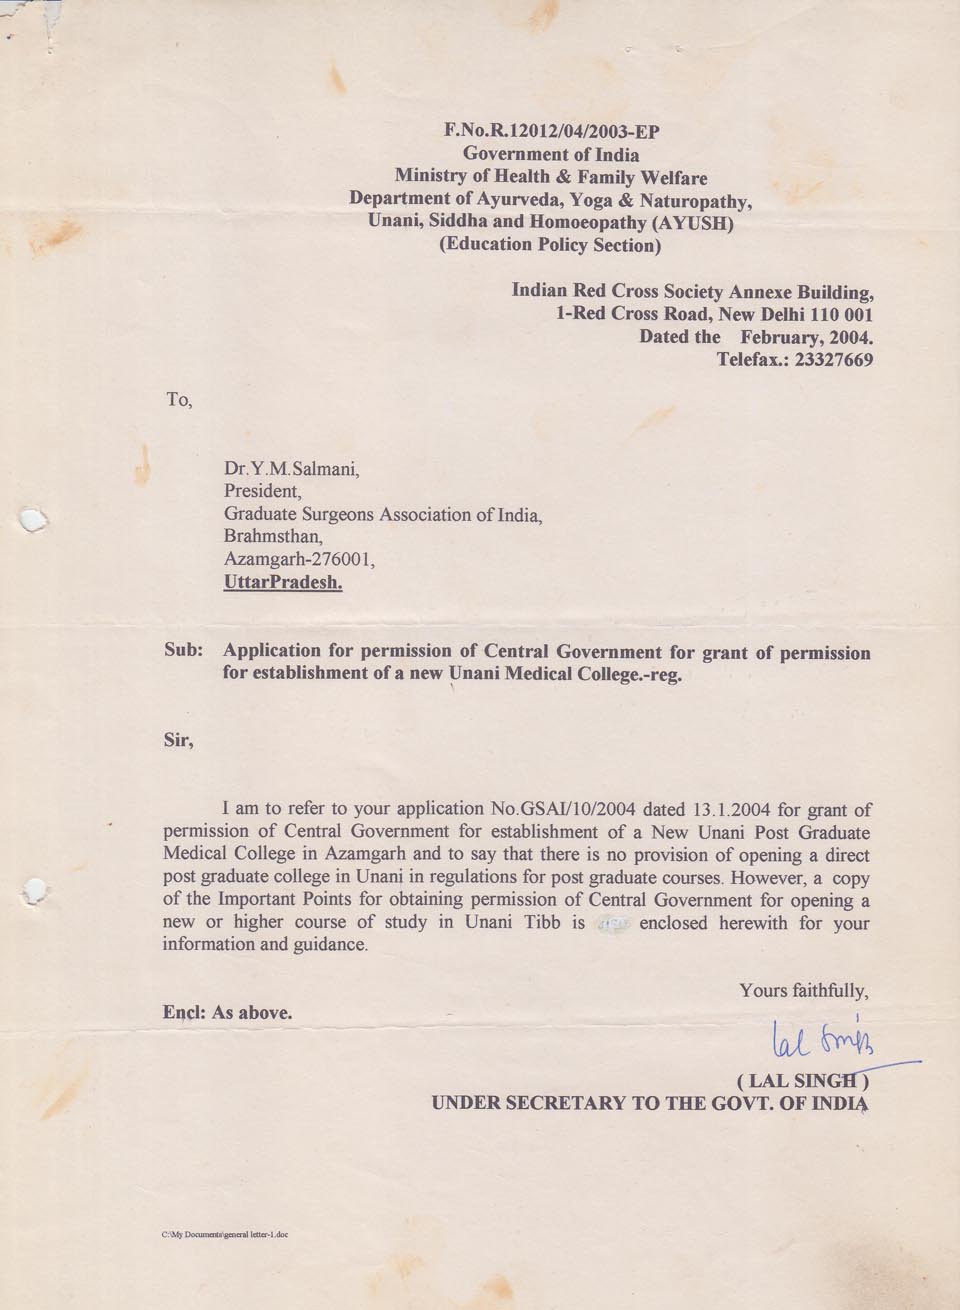 F.No.R.12012/04/2003-EP
Government of India
Ministry of Health & Family Welfare
Department of Ayurveda, Yoga & Naturopathy,
Unani, Siddha and Homoeopathy (AYUSH)
(Education Policy Section)
Indian Red Cross Society Annexe Building,
1-Red Cross Road, New Delhi 110 001
Dated the February, 2004.
Telefax.: 23327669
To,
Dr.Y.M.Salmani,
President,
Graduate Surgeons Association of India,
Brahmsthan,
Azamgarh-276001,
UttarPradesh.
Sub: Application for permission of Central Government for grant of permission
for establishment of a new Unani Medical College.-reg.
Sir,
I am to refer to your application No.GSAI/10/2004 dated 13.1.2004 for grant of
permission of Central Government for establishment of a New Unani Post Graduate
Medical College in Azamgarh and to say that there is no provision of opening a direct
post graduate college in Unani in regulations for post graduate courses. However, a copy
of the Important Points for obtaining permission of Central Government for opening a
new or higher course of study in Unani Tibb is enclosed herewith for your
information and guidance.
Yours faithfully,
Encl: As above.
Lal Singh
( LAL SINGH )
UNDER SECRETARY TO THE GOVT. OF INDIA
C:\My Documents\general letter-1.doc